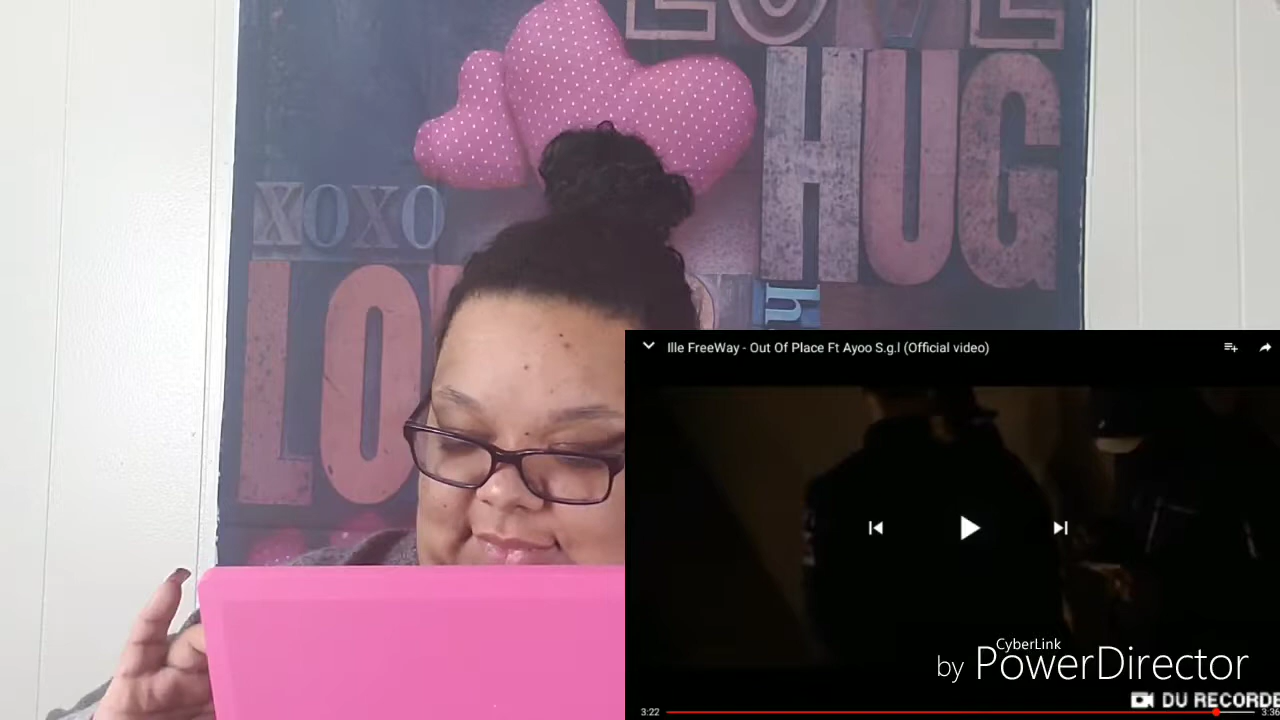 LOVE
HUG
XOXO
LO
h
Ille FreeWay - Out Of Place Ft Ayoo S.g.l (Official video)
CyberLink
by PowerDirector
DU RECORDE
3:22
3:36